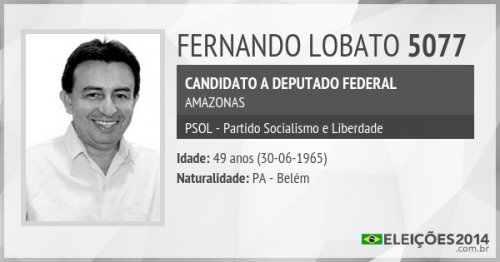 FERNANDO LOBATO 5077
CANDIDATO A DEPUTADO FEDERAL
AMAZONAS
PSOL - Partido Socialismo e Liberdade
Idade: 49 anos (30-06-1965)
Naturalidade: PA - Belém
ELEIÇÕES2014
.com.br